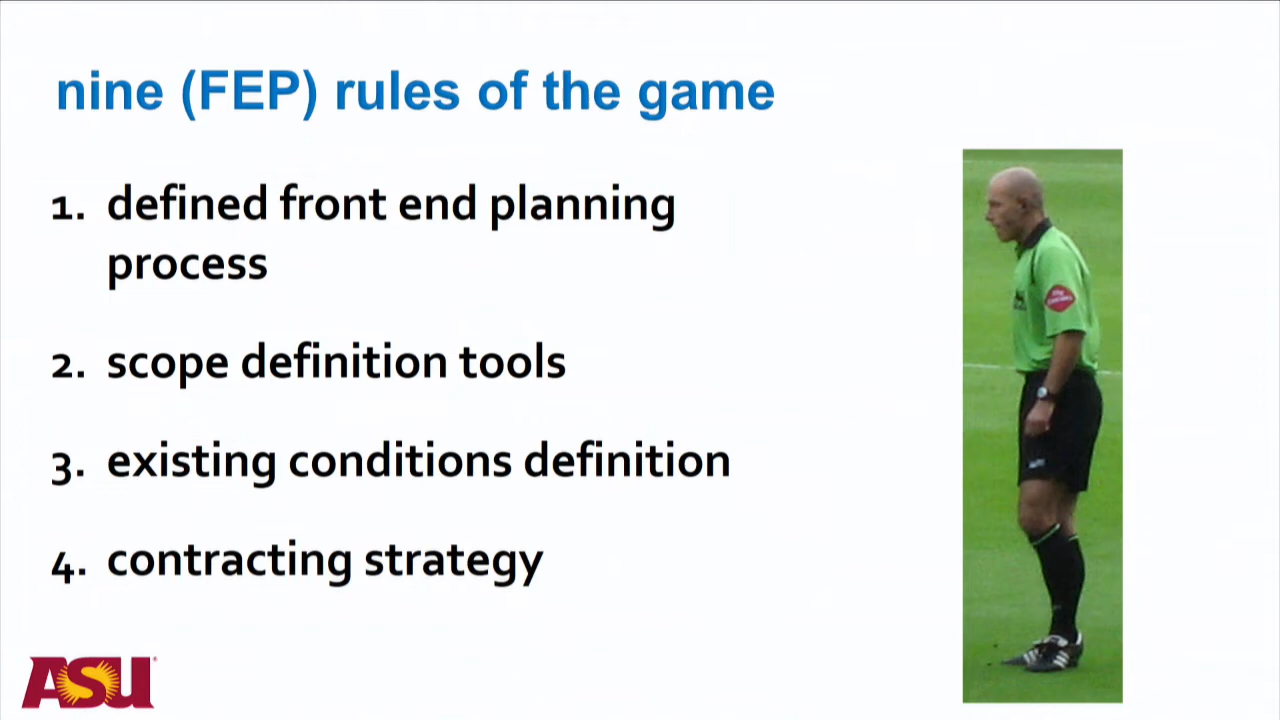 nine (FEP) rules of the game
1. defined front end planning
process
2. scope definition tools
3. existing conditions definition
4. contracting strategy
ASU